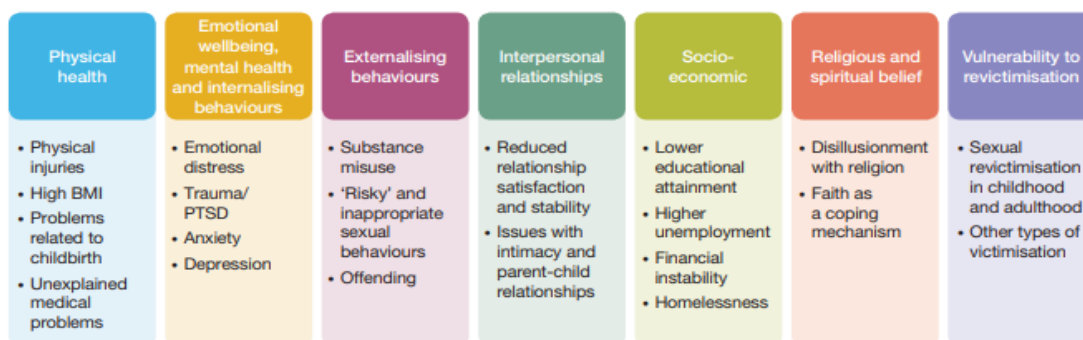 Physical
health
Emotional
wellbeing,
mental health
and internalising
behaviours
Externalising
behaviours
Interpersonal
relationships
Socio-
economic
Religious and
spiritual belief
Vulnerability to
revictimisation
• Physical
injuries
• High BMI
• Problems
related to
childbirth
• Unexplained
medical
problems
• Emotional
distress
• Trauma/
PTSD
• Anxiety
• Depression
• Substance
misuse
• ‘Risky’ and
inappropriate
sexual
behaviours
• Offending
• Reduced
relationship
satisfaction
and stability
• Issues with
intimacy and
parent-child
relationships
• Lower
educational
attainment
• Higher
unemployment
• Financial
instability
• Homelessness
• Disillusionment
with religion
• Faith as
a coping
mechanism
• Sexual
revictimisation
in childhood
and adulthood
• Other types of
victimisation